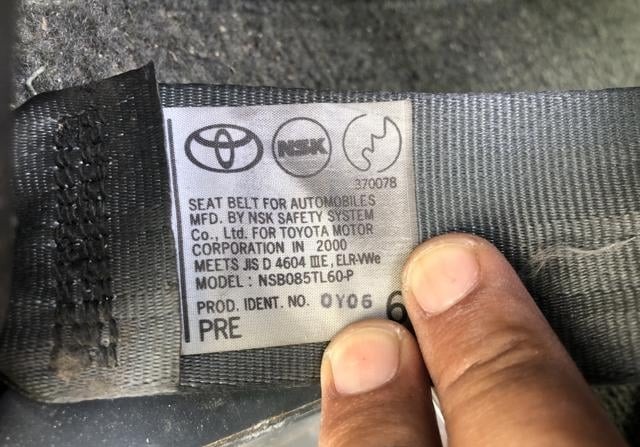 NSK
370078
SEAT BELT FOR AUTOMOBILES
MFD. BY NSK SAFETY SYSTEM
Co., Ltd. FOR TOYOTA MOTOR
CORPORATION IN 2000
MEETS JIS D 4604 ⅢE, ELR-VWe
MODEL : NSB085TL60-P
PROD. IDENT. NO. 0Y06 6
PRE